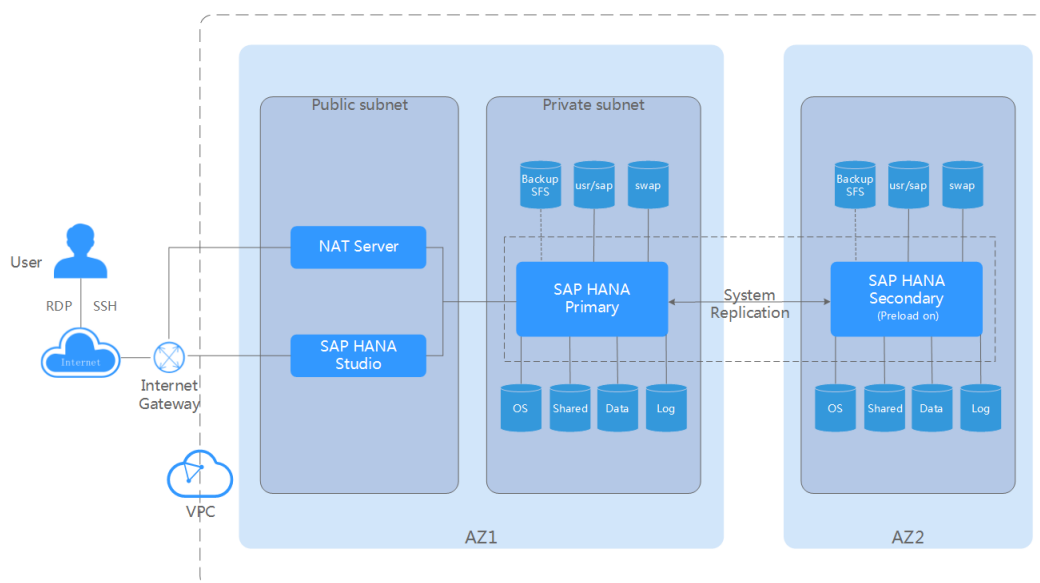 Public subnet
Private subnet
Backup
SFS
usr/sap
swap
Backup
SFS
usr/sap
swap
User
RDP
SSH
Internet
Internet
Gateway
VPC
NAT Server
SAP HANA
Studio
SAP HANA
Primary
System
Replication
SAP HANA
Secondary
(Preload on)
OS
Shared
Data
Log
OS
Shared
Data
Log
AZ1
AZ2